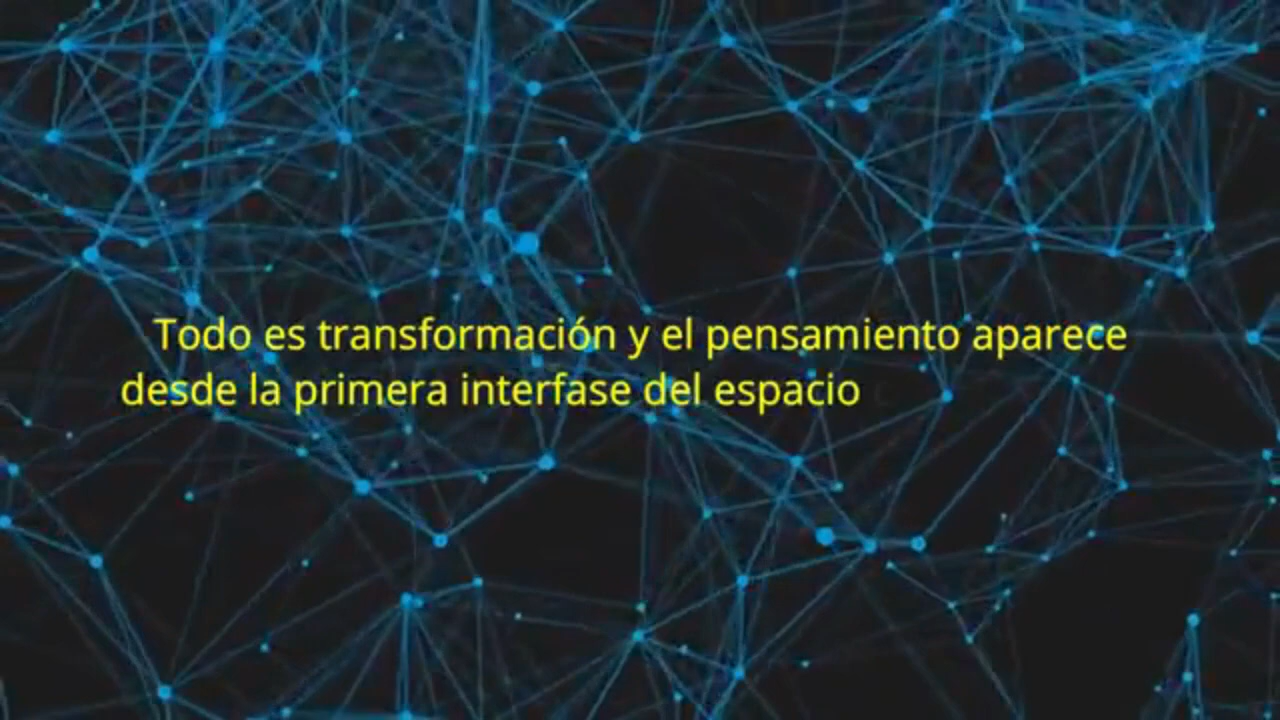 Todo es transformación y el pensamiento aparece
desde la primera interfase del espacio